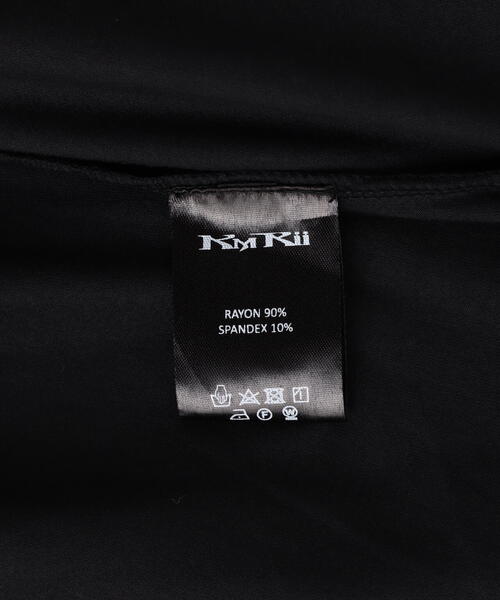 KMRii
RAYON 90%
SPANDEX 10%
F
W